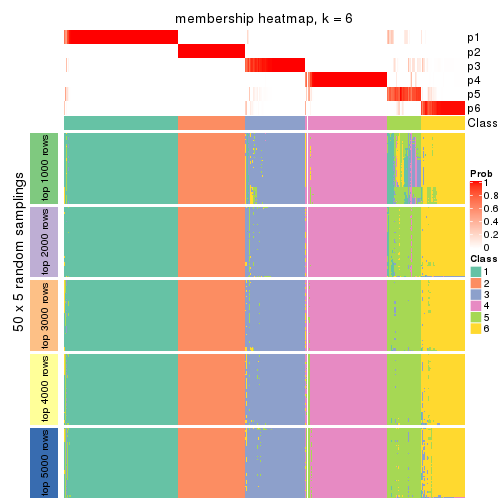 membership heatmap, k = 6
p1
p2
p3
p4
p5
p6
Class
50 x 5 random samplings
top 1000 rows
top 2000 rows
top 3000 rows
top 4000 rows
top 5000 rows
Prob
1
0.8
0.6
0.4
0.2
0
Class
1
2
3
4
5
6